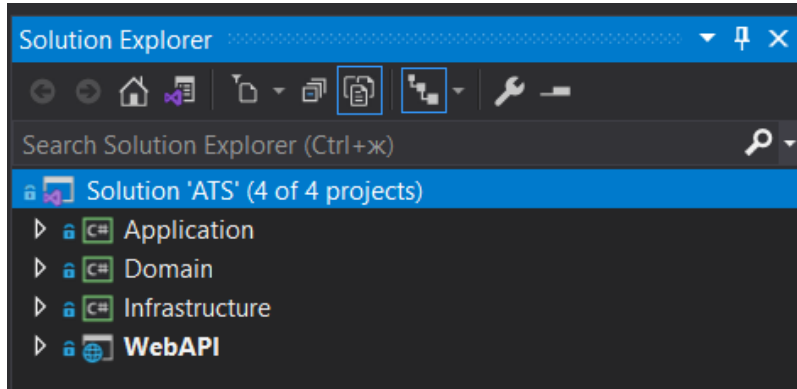 Solution Explorer
Search Solution Explorer (Ctrl+ж)
Solution 'ATS' (4 of 4 projects)
C# Application
C# Domain
C# Infrastructure
WebAPI